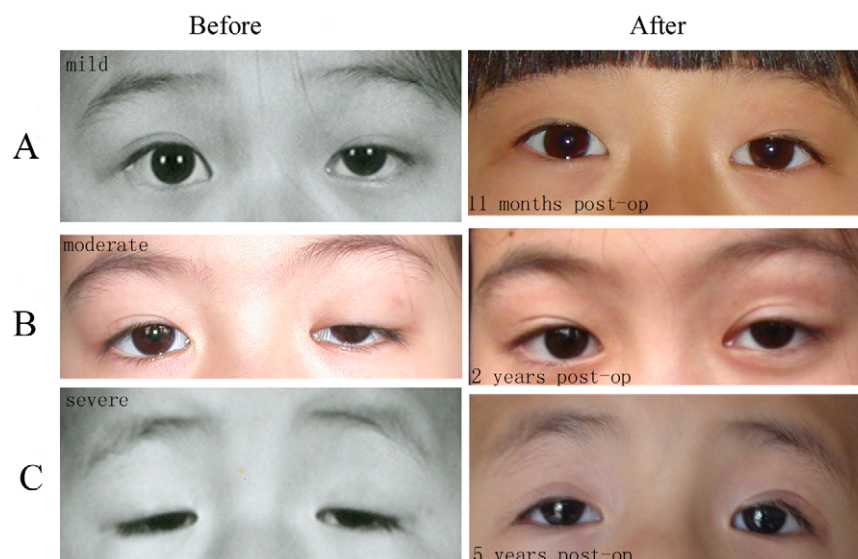 Before After
A
mild
11 months post-op
B
moderate
2 years post-op
C
severe
5 years post-op